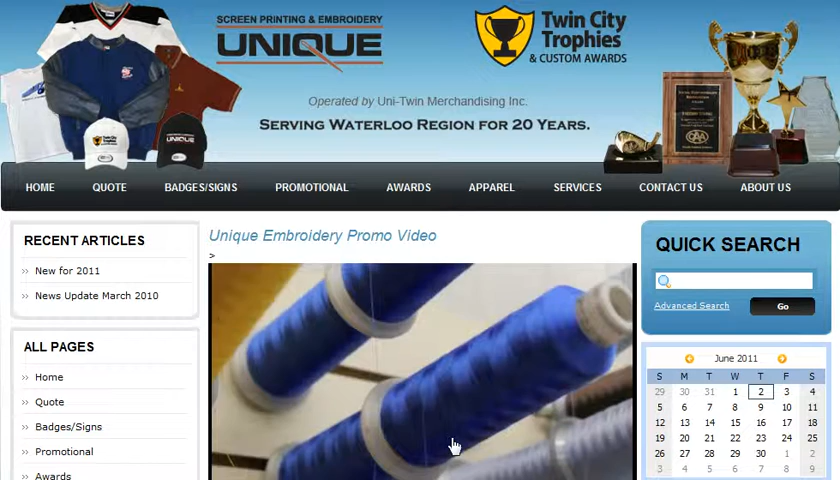 SCREEN PRINTING & EMBROIDERY
UNIQUE
Twin City
Trophies
& CUSTOM AWARDS
Operated by Uni-Twin Merchandising Inc.
SERVING WATERLOO REGION FOR 20 YEARS.
Twin City
Trophies
UNIQUE
HOME QUOTE BADGES/SIGNS PROMOTIONAL AWARDS APPAREL SERVICES CONTACT US ABOUT US
RECENT ARTICLES
New for 2011
News Update March 2010
ALL PAGES
Home
Quote
Badges/Signs
Promotional
Awards
Unique Embroidery Promo Video
>
QUICK SEARCH
Advanced Search Go
June 2011
S M T W T F S
29 30 31 1 2 3 4
5 6 7 8 9 10 11
12 13 14 15 16 17 18
19 20 21 22 23 24 25
26 27 28 29 30 1 2
3 4 5 6 7 8 9